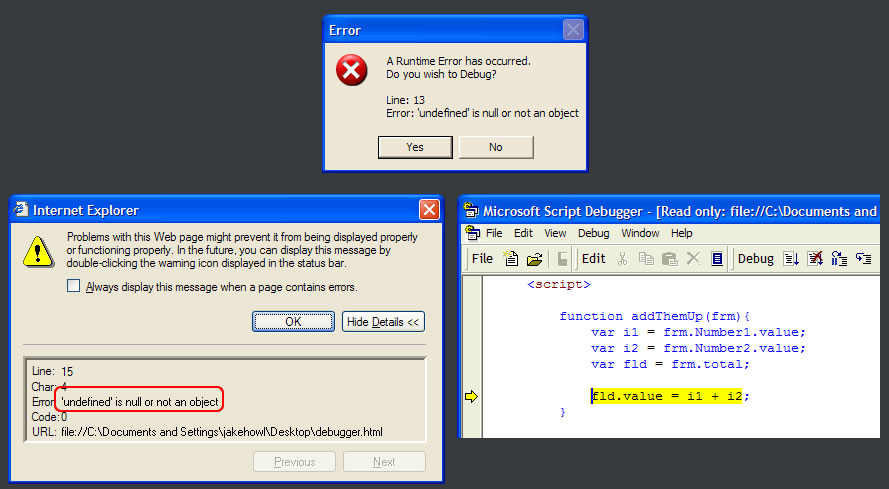 Error
A Runtime Error has occurred.
Do you wish to Debug?
Line: 13
Error: 'undefined' is null or not an object
Yes No
Internet Explorer
Problems with this Web page might prevent it from being displayed properly
or functioning properly. In the future, you can display this message by
double-clicking the warning icon displayed in the status bar.
Always display this message when a page contains errors.
OK Hide Details <<
Line: 15
Char: 4
Error: 'undefined' is null or not an object
Code: 0
URL: file://C:\Documents and Settings\jakehowl\Desktop\debugger.html
Previous Next
Microsoft Script Debugger - [Read only: file://C:\Documents and
File Edit View Debug Window Help
File Edit Debug
<script>
function addThemUp(frm){
var i1 = frm.Number1.value;
var i2 = frm.Number2.value;
var fld = frm.total;
fld.value = i1 + i2;
}